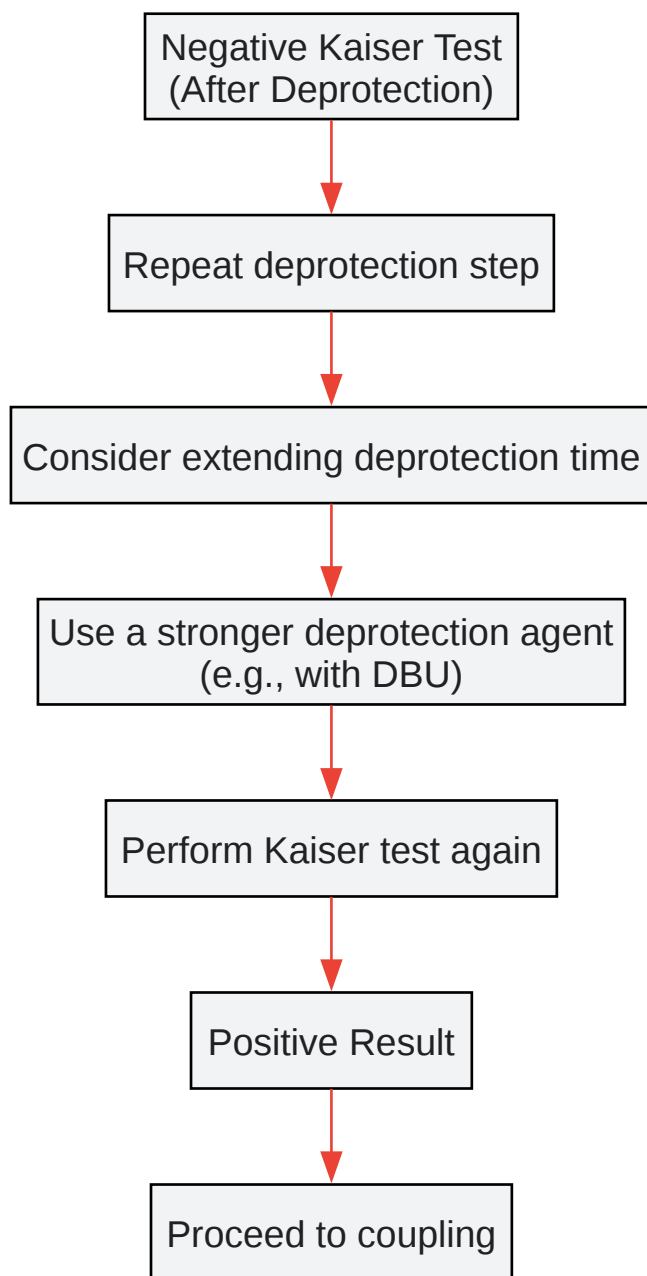 Negative Kaiser Test
(After Deprotection)
Repeat deprotection step
Consider extending deprotection time
Use a stronger deprotection agent
(e.g., with DBU)
Perform Kaiser test again
Positive Result
Proceed to coupling